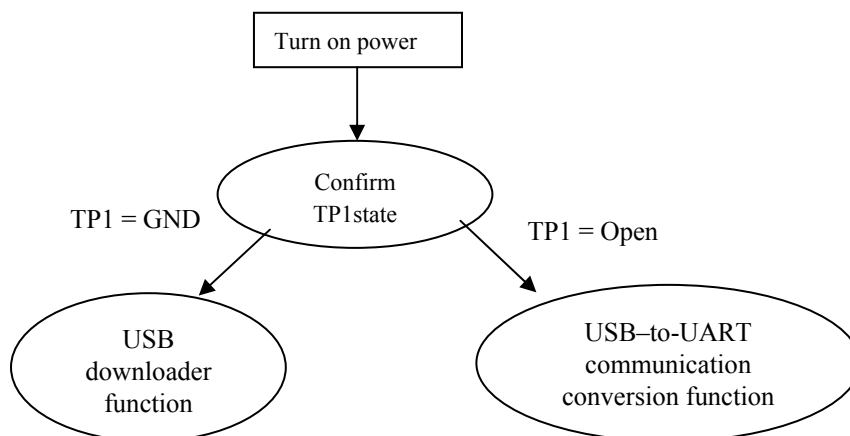 Turn on power
Confirm
TP1state
TP1 = GND
TP1 = Open
USB
downloader
function
USB–to-UART
communication
conversion function